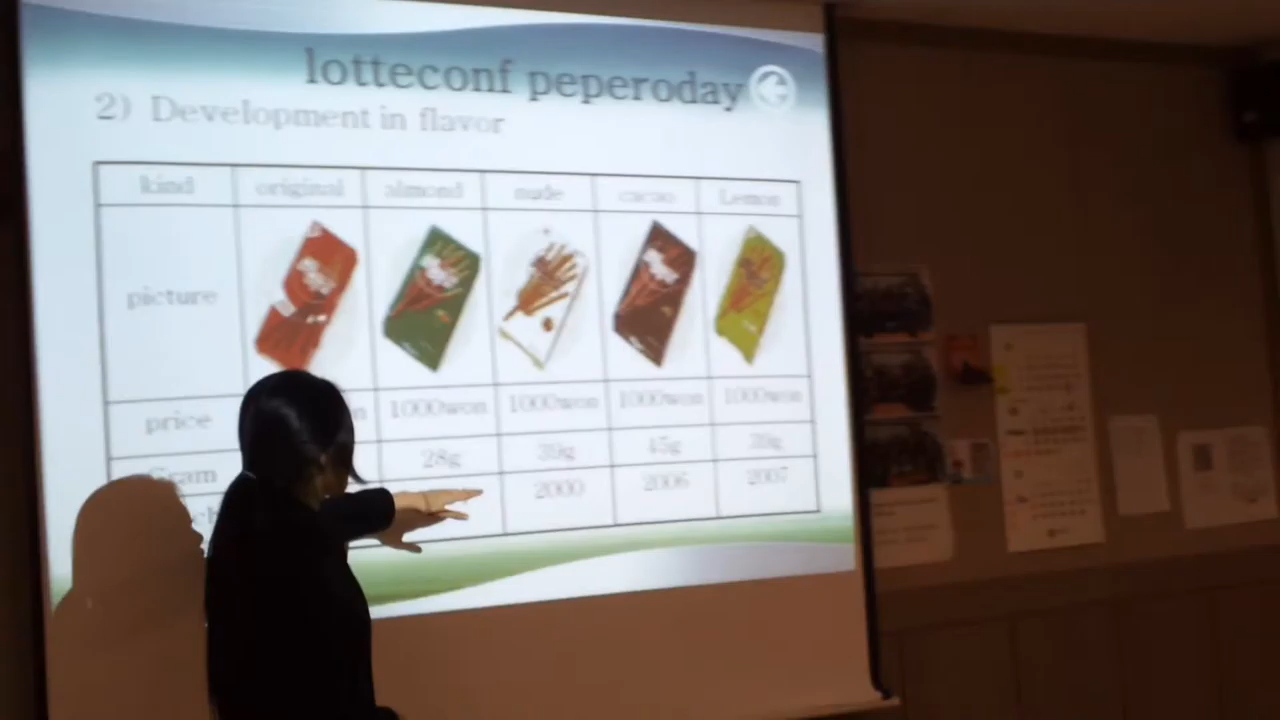 lotteconf peperoday
2) Development in flavor
kind original almond nude cacao Lemon
picture
price 1000won 1000won 1000won 1000won
28g 39g 45g
2000 2006 2007